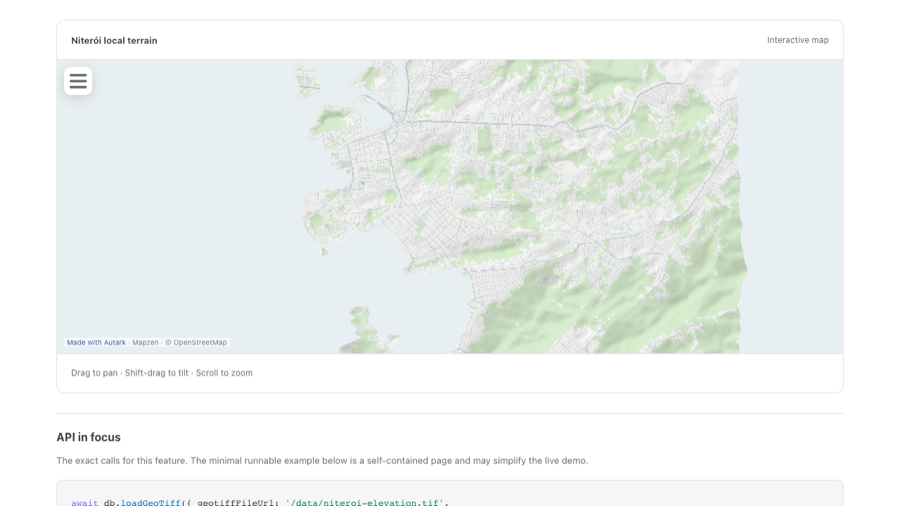 Niterói local terrain
Interactive map
Made with Autark · Mapzen · © OpenStreetMap
Drag to pan · Shift-drag to tilt · Scroll to zoom
API in focus
The exact calls for this feature. The minimal runnable example below is a self-contained page and may simplify the live demo.
await db.loadGeoTiff({ geotiffFileUrl: '/data/niteroi-elevation.tif',